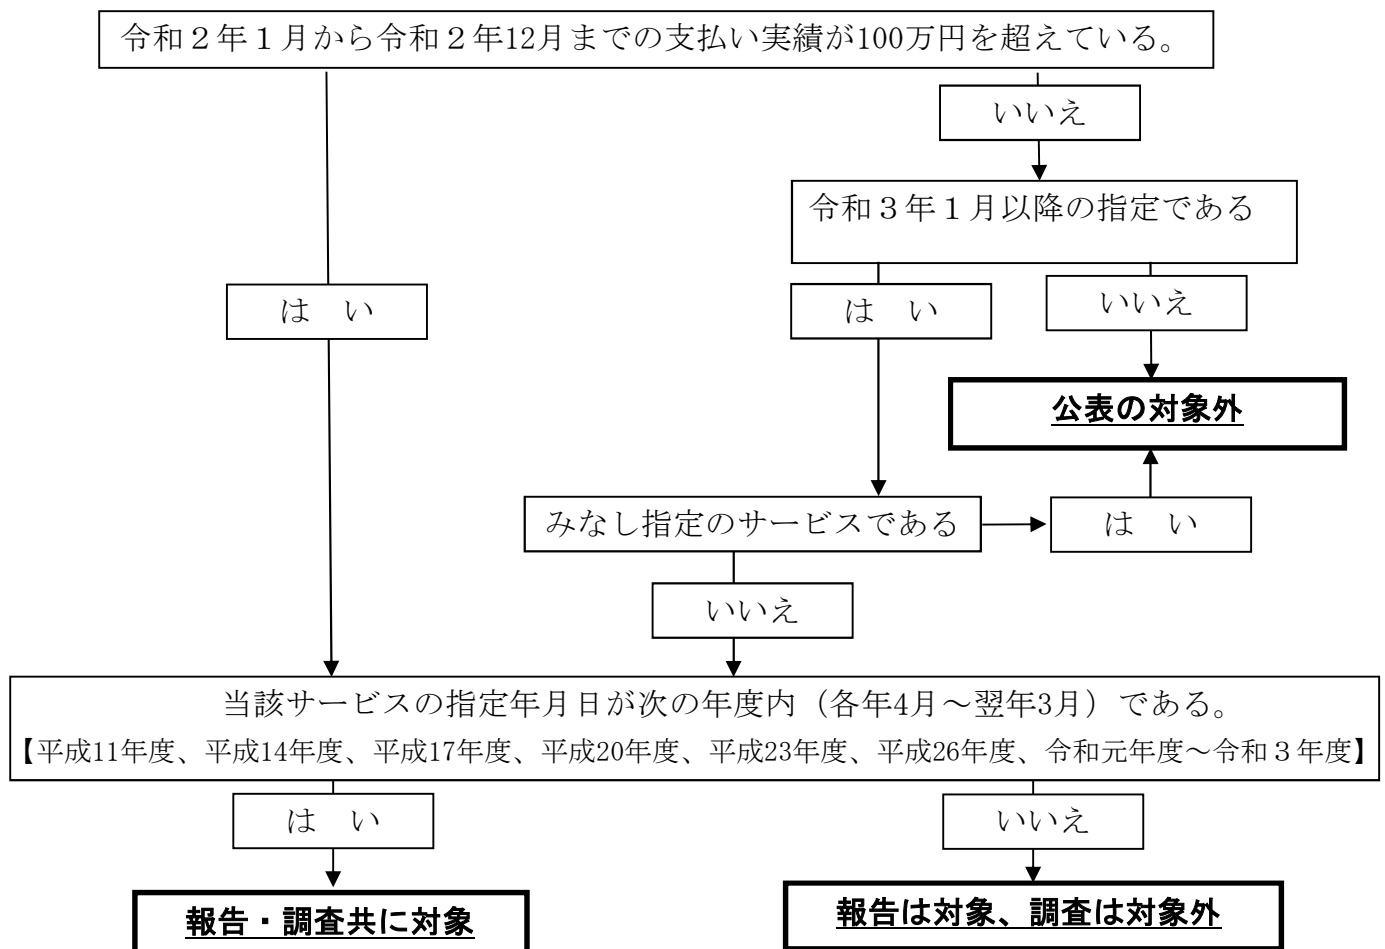 令和２年１月から令和２年12月までの支払い実績が100万円を超えている。
いいえ
令和３年１月以降の指定である
は　い
は　い
いいえ
公表の対象外
みなし指定のサービスである
は　い
いいえ
当該サービスの指定年月日が次の年度内（各年4月～翌年3月）である。
【平成11年度、平成14年度、平成17年度、平成20年度、平成23年度、平成26年度、令和元年度～令和３年度】
は　い
いいえ
報告・調査共に対象
報告は対象、調査は対象外